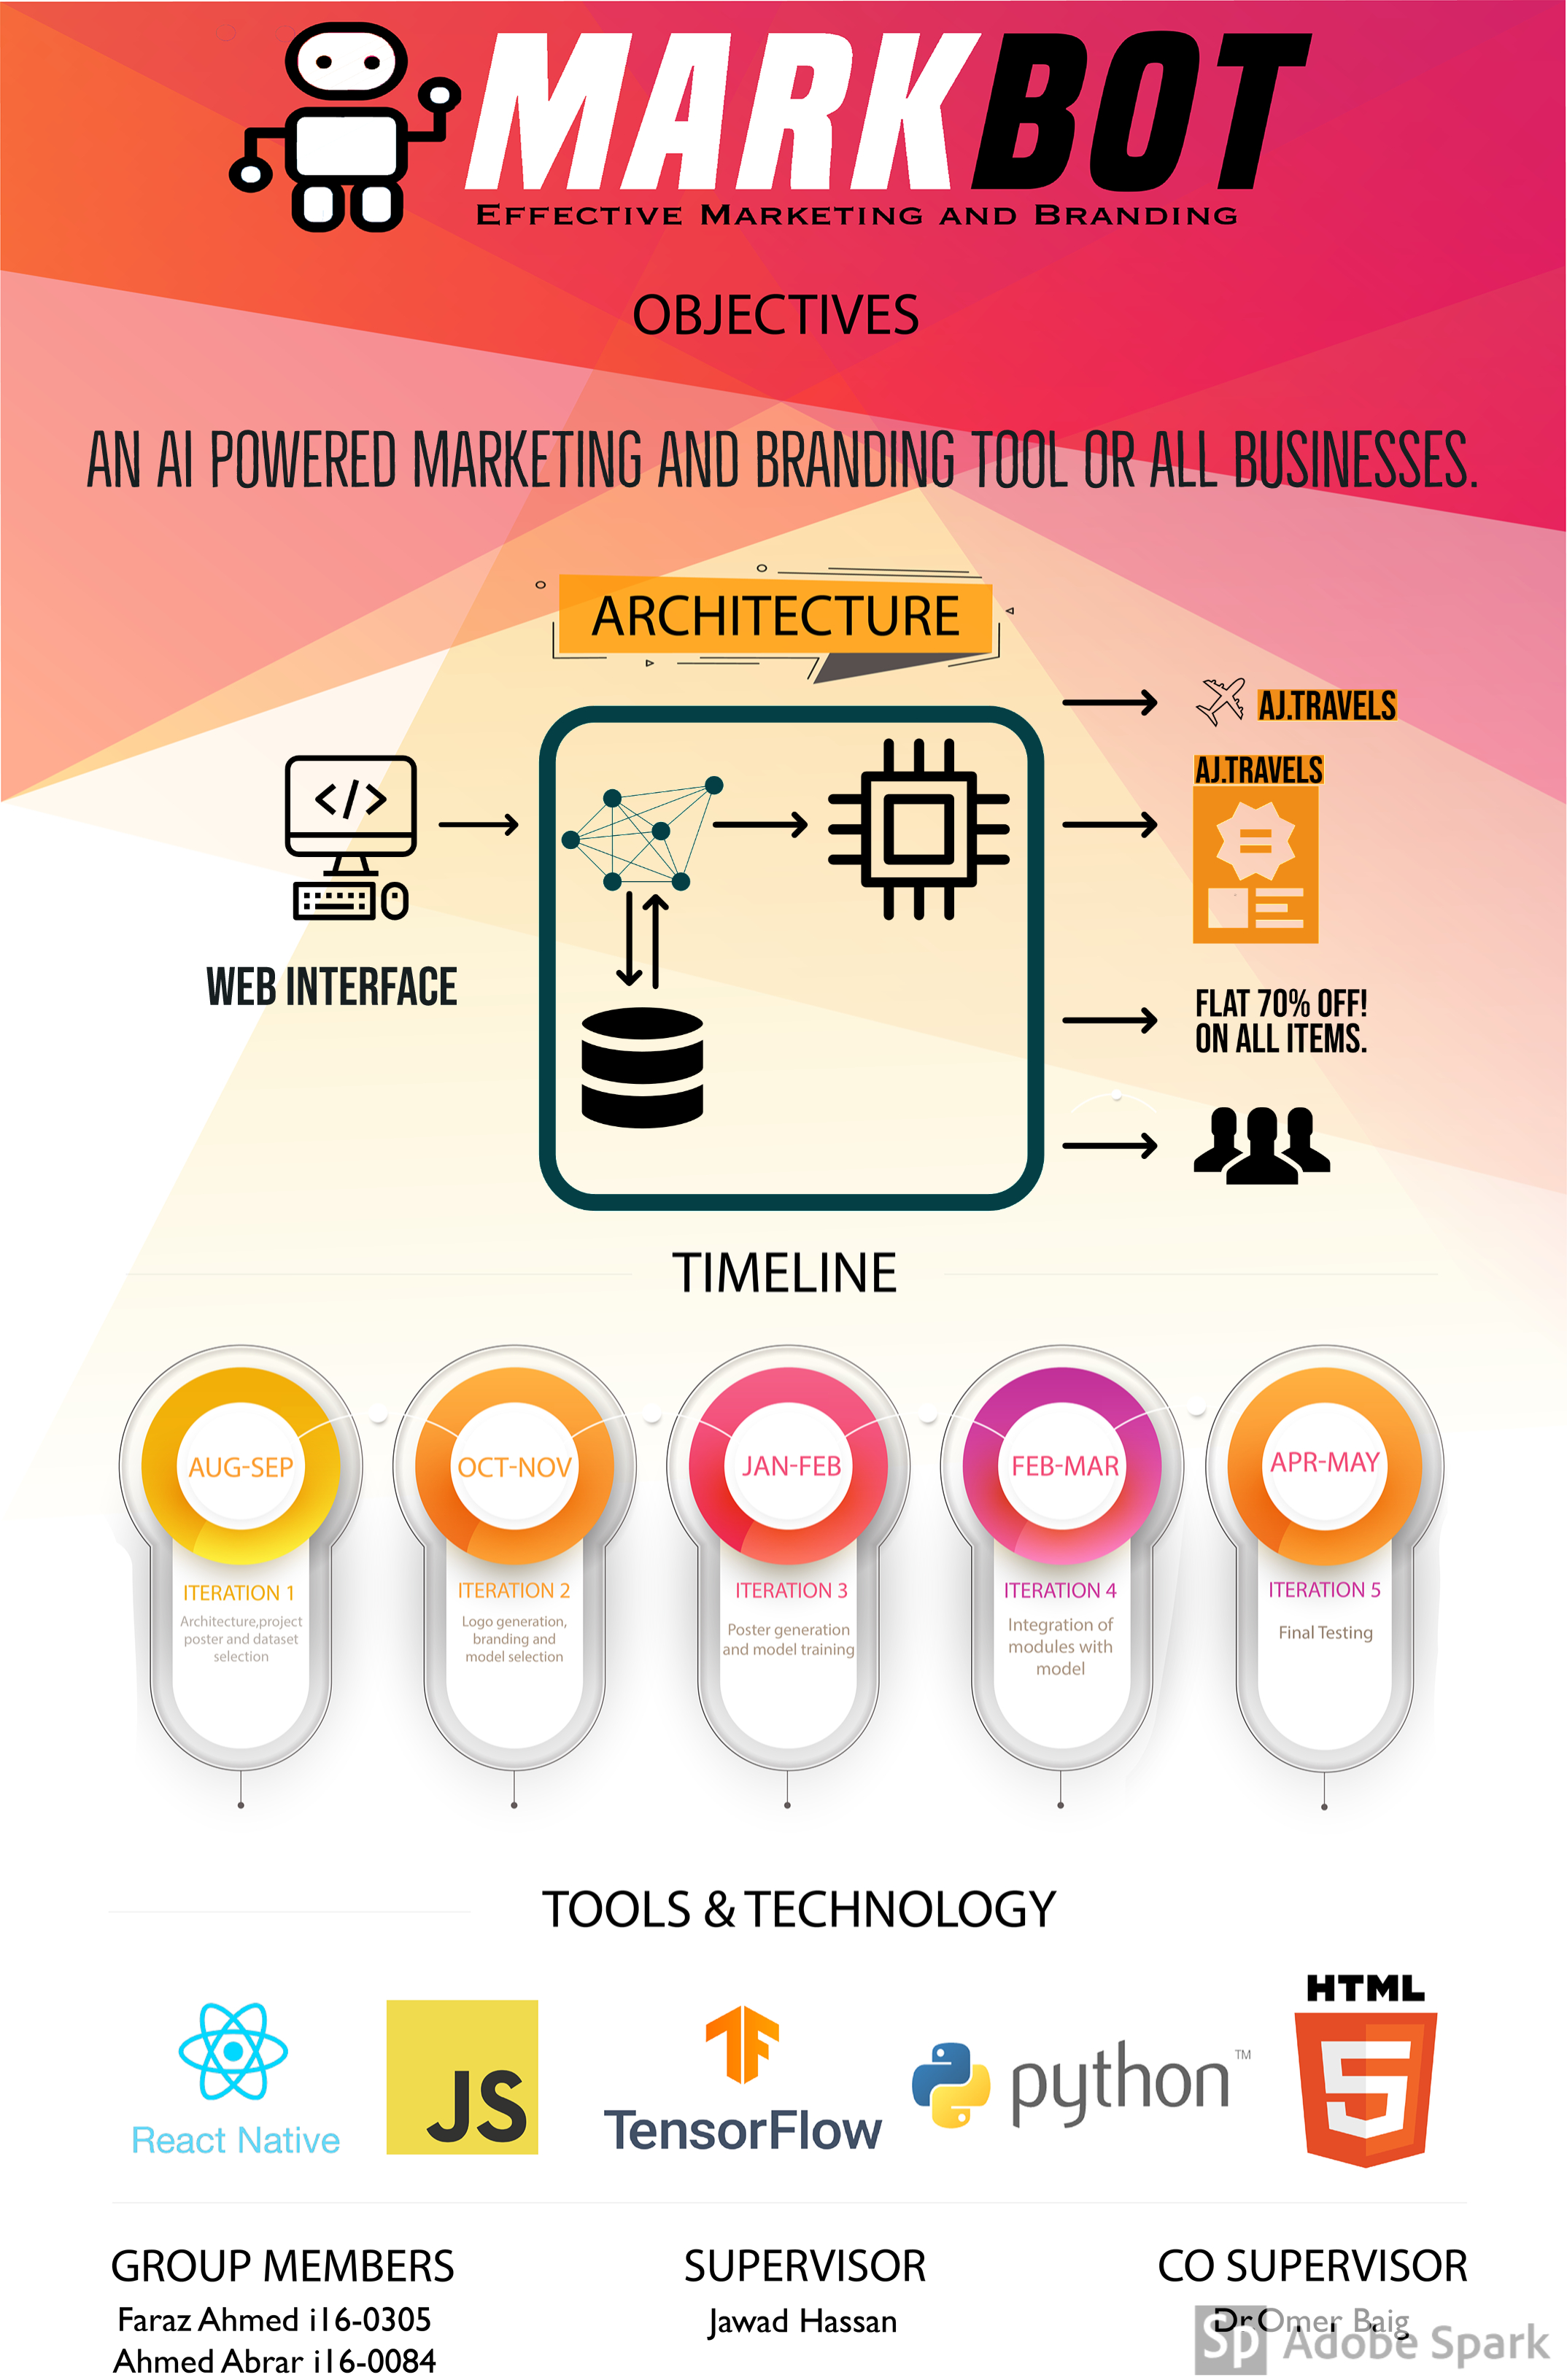 MARKBOT
EFFECTIVE MARKETING AND BRANDING
OBJECTIVES
AN AI POWERED MARKETING AND BRANDING TOOL OR ALL BUSINESSES.
ARCHITECTURE
</>
WEB INTERFACE
AJ.TRAVELS
AJ.TRAVELS
FLAT 70% OFF!
ON ALL ITEMS.
TIMELINE
AUG-SEP
ITERATION 1
Architecture,project
poster and dataset
selection
OCT-NOV
ITERATION 2
Logo generation,
branding and
model selection
JAN-FEB
ITERATION 3
Poster generation
and model training
FEB-MAR
ITERATION 4
Integration of
modules with
model
APR-MAY
ITERATION 5
Final Testing
TOOLS & TECHNOLOGY
React Native
JS
TensorFlow
python™
HTML
5
GROUP MEMBERS
Faraz Ahmed i16-0305
Ahmed Abrar i16-0084
SUPERVISOR
Jawad Hassan
CO SUPERVISOR
Dr.Omer Baig
Sp Adobe Spark